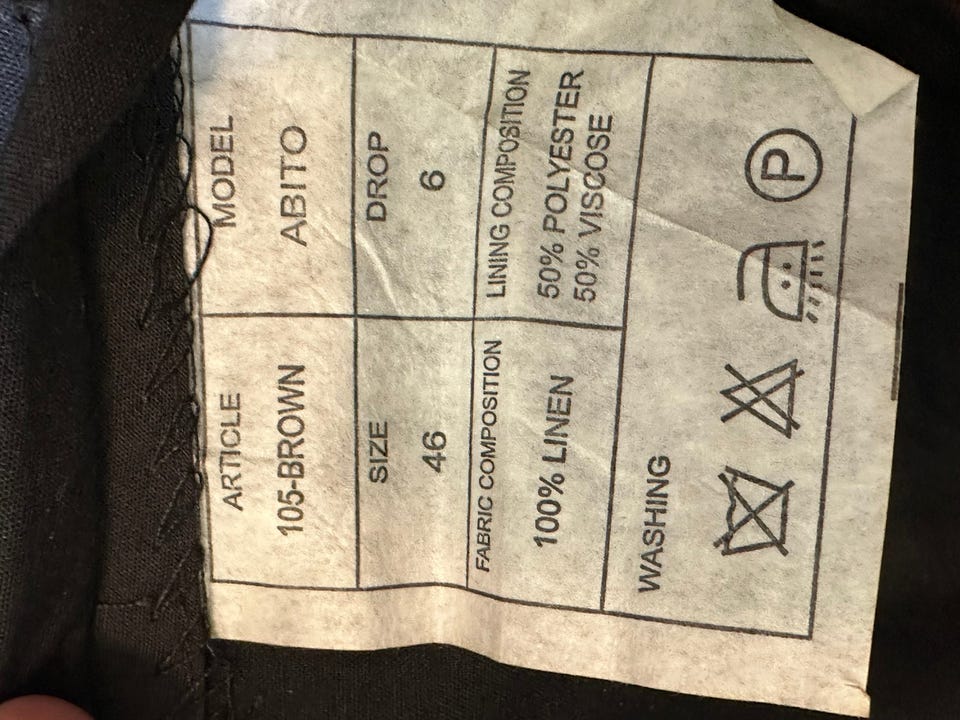 ARTICLE
105-BROWN
MODEL
ABITO
SIZE
46
DROP
6
FABRIC COMPOSITION
100% LINEN
LINING COMPOSITION
50% POLYESTER
50% VISCOSE
WASHING
P